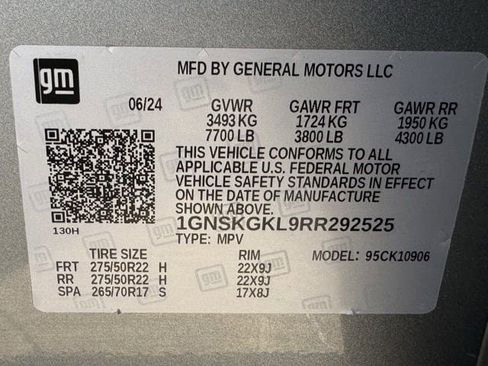 gm
MFD BY GENERAL MOTORS LLC
06/24 GVWR GAWR FRT GAWR RR
3493 KG 1724 KG 1950 KG
7700 LB 3800 LB 4300 LB
THIS VEHICLE CONFORMS TO ALL
APPLICABLE U.S. FEDERAL MOTOR
VEHICLE SAFETY STANDARDS IN EFFECT
ON THE DATE OF MANUFACTURE
SHOWN ABOVE.
1GNSKGKL9RR292525
130H
TYPE: MPV MODEL: 95CK10906
TIRE SIZE RIM
FRT 275/50R22 H 22X9J
RR 275/50R22 H 22X9J
SPA 265/70R17 S 17X8J